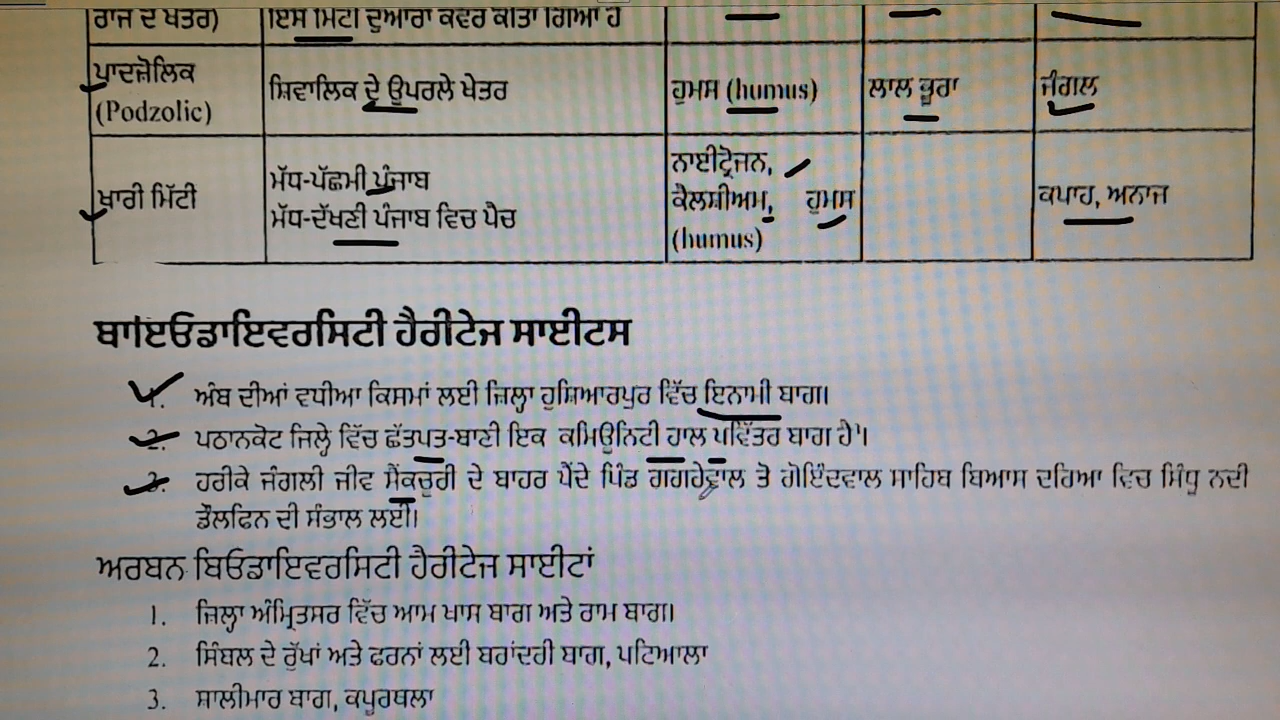 ਰਾਜ ਦੇ ਖੇਤਰ) ਇਸ ਮਿੱਟੀ ਦੁਆਰਾ ਕਵਰ ਕੀਤਾ ਗਿਆ ਹੈ
ਪਾਦਜ਼ੋਲਿਕ
(Podzolic) ਸ਼ਿਵਾਲਿਕ ਦੇ ਉਪਰਲੇ ਖੇਤਰ ਹੁਮਸ (humus) ਲਾਲ ਭੂਰਾ ਜੰਗਲ
ਖਾਰੀ ਮਿੱਟੀ
ਮੱਧ-ਪੱਛਮੀ ਪੰਜਾਬ
ਮੱਧ-ਦੱਖਣੀ ਪੰਜਾਬ ਵਿਚ ਪੈਚ
ਨਾਈਟ੍ਰੋਜਨ,
ਕੈਲਸ਼ੀਅਮ, ਹੁਮਸ
(humus)
ਕਪਾਹ, ਅਨਾਜ
ਬਾਇਓਡਾਇਵਰਸਿਟੀ ਹੈਰੀਟੇਜ ਸਾਈਟਸ
1. ਅੰਬ ਦੀਆਂ ਵਧੀਆ ਕਿਸਮਾਂ ਲਈ ਜ਼ਿਲ੍ਹਾ ਹੁਸ਼ਿਆਰਪੁਰ ਵਿੱਚ ਇਨਾਮੀ ਬਾਗ।
2. ਪਠਾਨਕੋਟ ਜਿਲ੍ਹੇ ਵਿੱਚ ਛੱਤਪਤ-ਬਾਣੀ ਇਕ ਕਮਿਊਨਿਟੀ ਹਾਲ ਪਵਿੱਤਰ ਬਾਗ ਹੈ'।
3. ਹਰੀਕੇ ਜੰਗਲੀ ਜੀਵ ਸੈਂਕਚੁਰੀ ਦੇ ਬਾਹਰ ਪੈਂਦੇ ਪਿੰਡ ਗਗਹੇਵਾਲ ਤੋ ਗੋਇੰਦਵਾਲ ਸਾਹਿਬ ਬਿਆਸ ਦਰਿਆ ਵਿਚ ਸਿੰਧੂ ਨਦੀ
ਡੌਲਫਿਨ ਦੀ ਸੰਭਾਲ ਲਈ।
ਅਰਬਨ ਬਿਓਡਾਇਵਰਸਿਟੀ ਹੈਰੀਟੇਜ ਸਾਈਟਾਂ
1. ਜ਼ਿਲ੍ਹਾ ਅੰਮ੍ਰਿਤਸਰ ਵਿੱਚ ਆਮ ਖਾਸ ਬਾਗ ਅਤੇ ਰਾਮ ਬਾਗ।
2. ਸਿੰਬਲ ਦੇ ਰੁੱਖਾਂ ਅਤੇ ਫਰਨਾਂ ਲਈ ਬਰਾਂਦਰੀ ਬਾਗ, ਪਟਿਆਲਾ
3. ਸ਼ਾਲੀਮਾਰ ਬਾਗ, ਕਪੂਰਥਲਾ